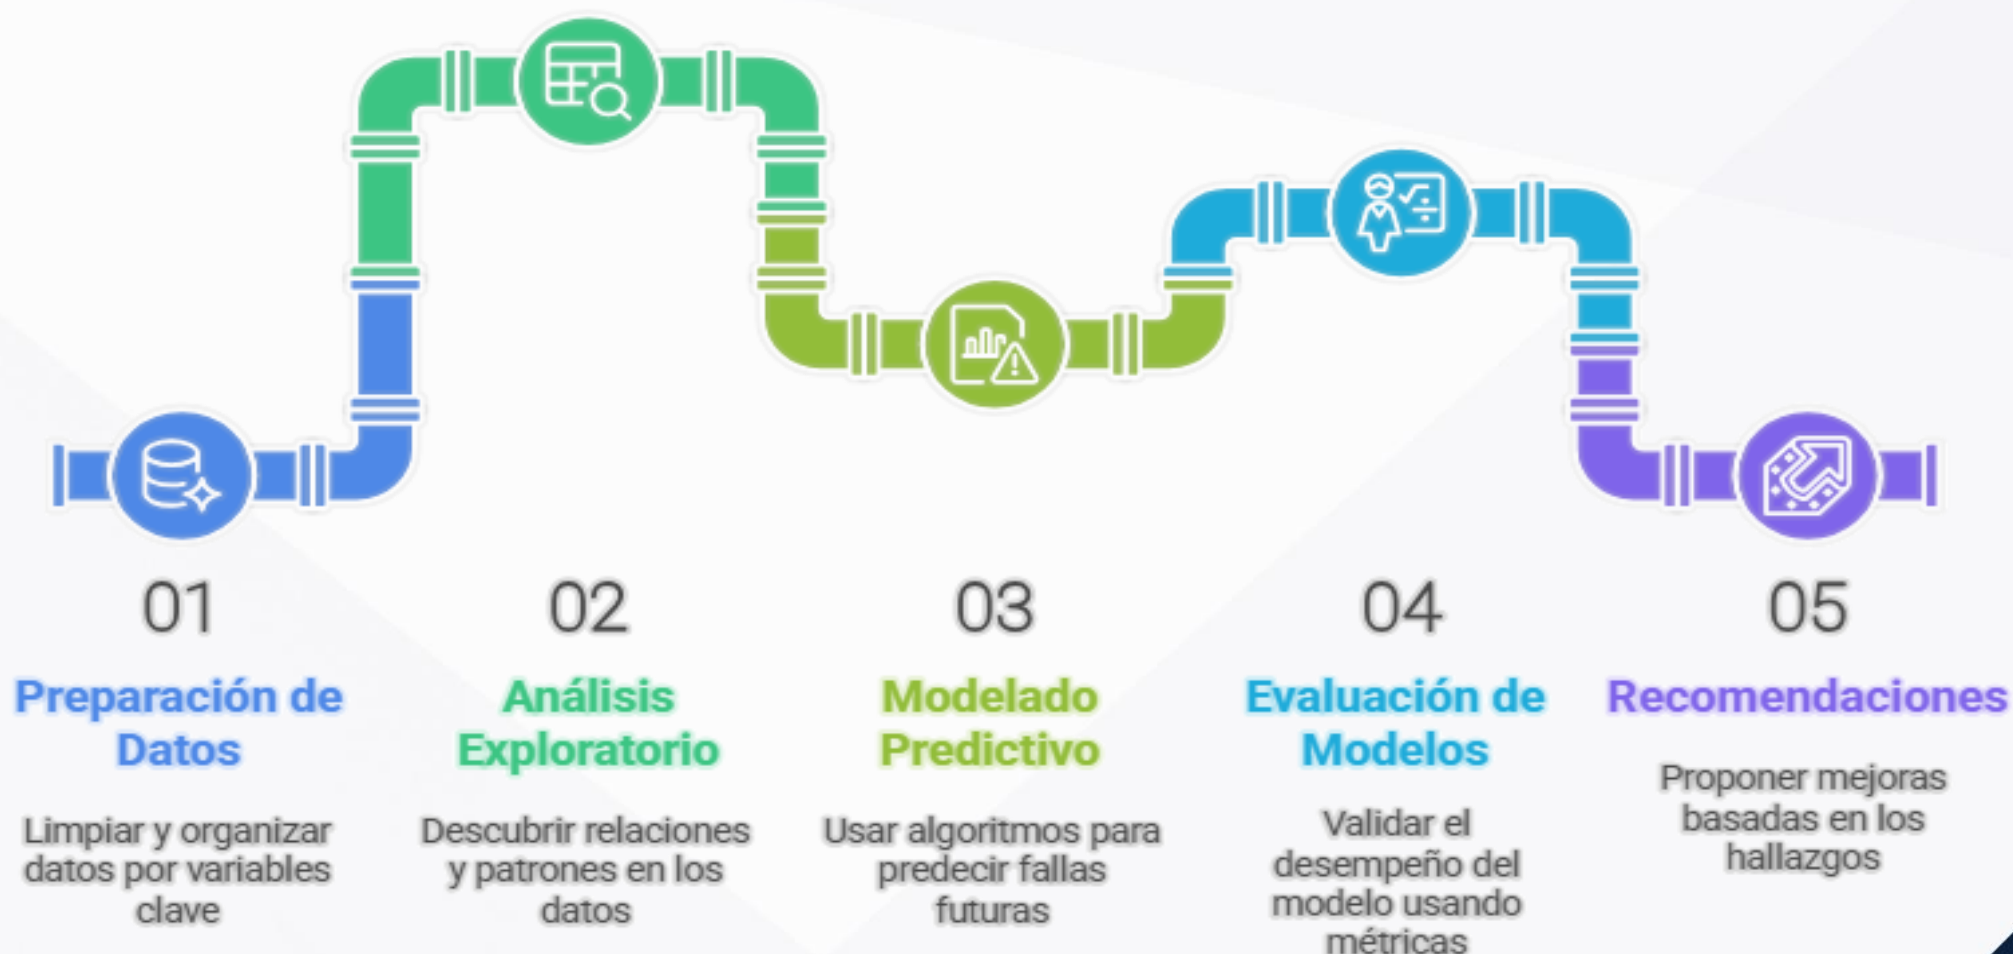 01
Preparación de
Datos
Limpiar y organizar
datos por variables
clave
02
Análisis
Exploratorio
Descubrir relaciones
y patrones en los
datos
03
Modelado
Predictivo
Usar algoritmos para
predecir fallas
futuras
04
Evaluación de
Modelos
Validar el
desempeño del
modelo usando
métricas
05
Recomendaciones
Proponer mejoras
basadas en los
hallazgos